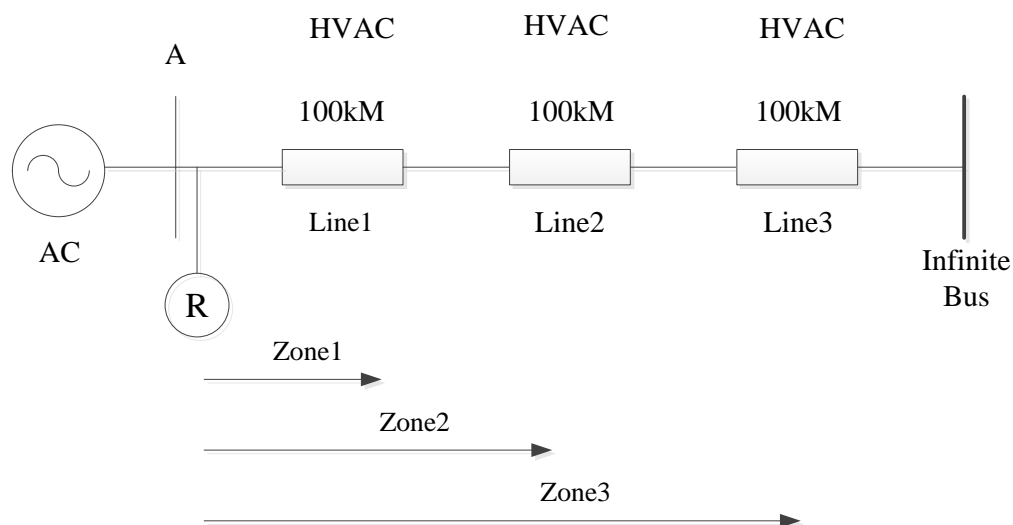 HVAC HVAC HVAC
A
100kM 100kM 100kM
Line1 Line2 Line3
AC
Infinite
Bus
R
Zone1
Zone2
Zone3